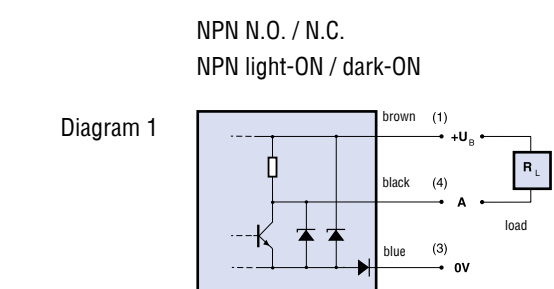 NPN N.O. / N.C.
NPN light-ON / dark-ON
Diagram 1
brown (1)
+UB
RL
black (4)
A
load
blue (3)
0V